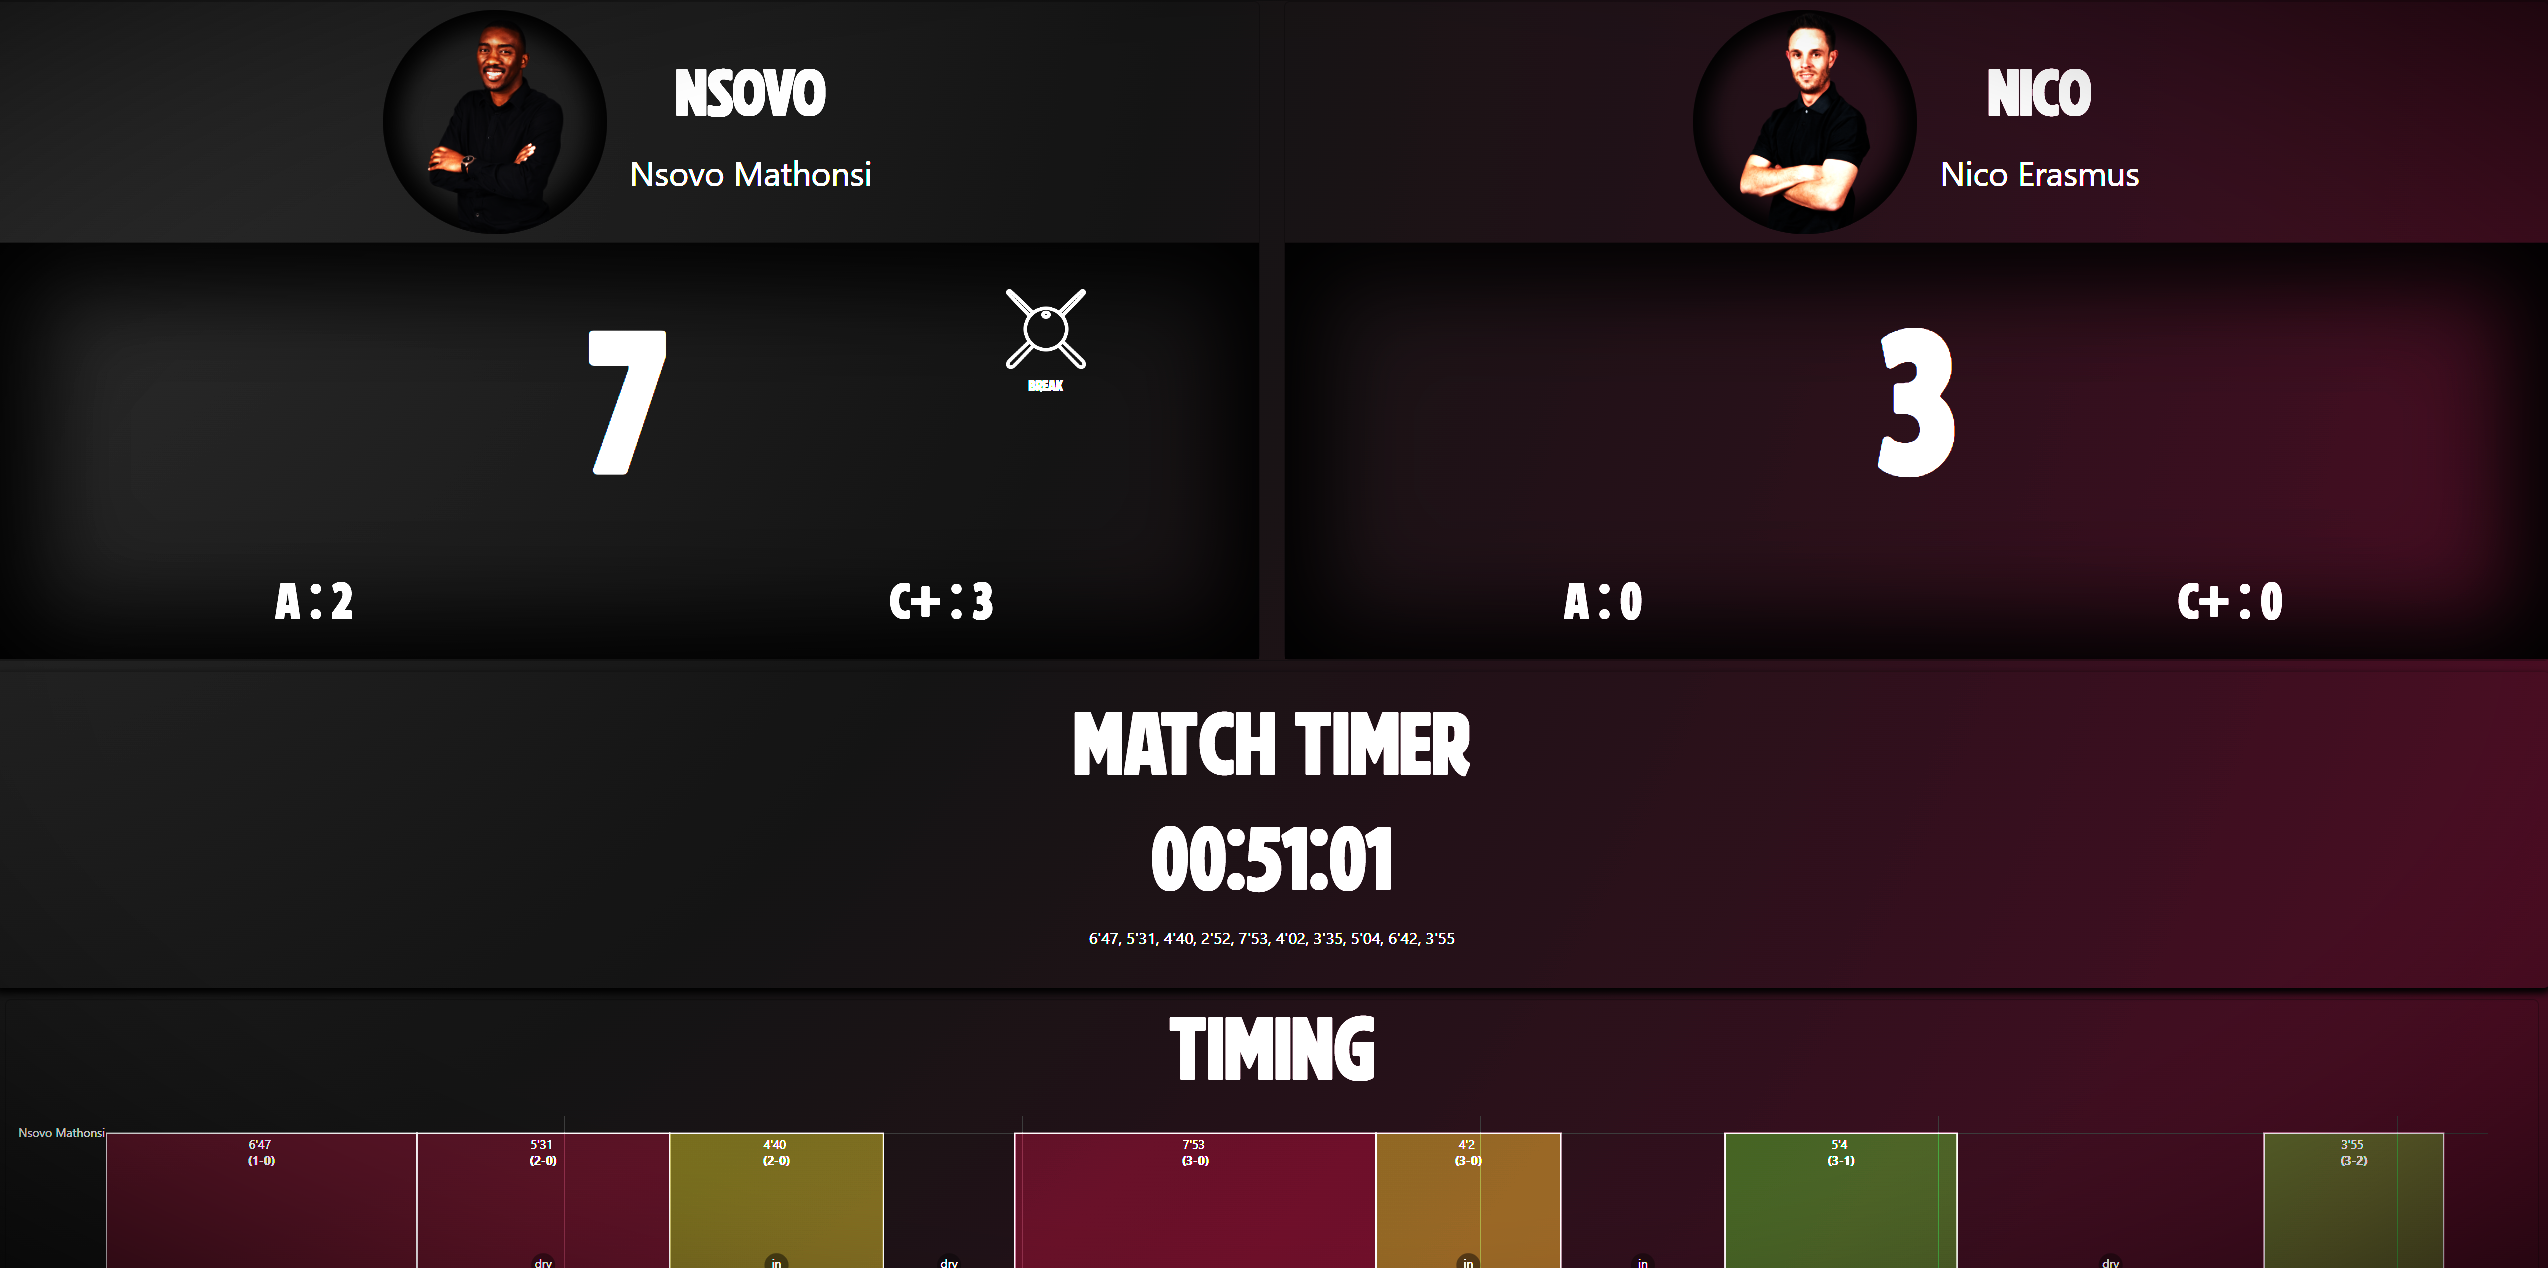 NSOVO
Nsovo Mathonsi
NICO
Nico Erasmus
7
BREAK
3
A : 2
C+ : 3
A : 0
C+ : 0
MATCH TIMER
00:51:01
6'47, 5'31, 4'40, 2'52, 7'53, 4'02, 3'35, 5'04, 6'42, 3'55
TIMING
Nsovo Mathonsi
6'47
(1-0)
5'31
(2-0)
4'40
(2-0)
7'53
(3-0)
4'2
(3-0)
5'4
(3-1)
3'55
(3-2)
dry
in
dry
in
in
dry